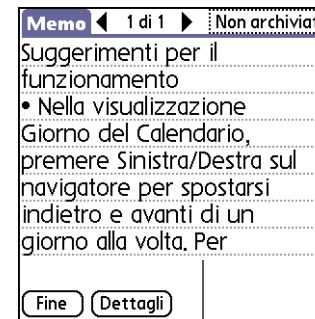 Memo 1 di 1 Non archiviat
Suggerimenti per il
funzionamento
• Nella visualizzazione
Giorno del Calendario,
premere Sinistra/Destra sul
navigatore per spostarsi
indietro e avanti di un
giorno alla volta. Per
Fine Dettagli